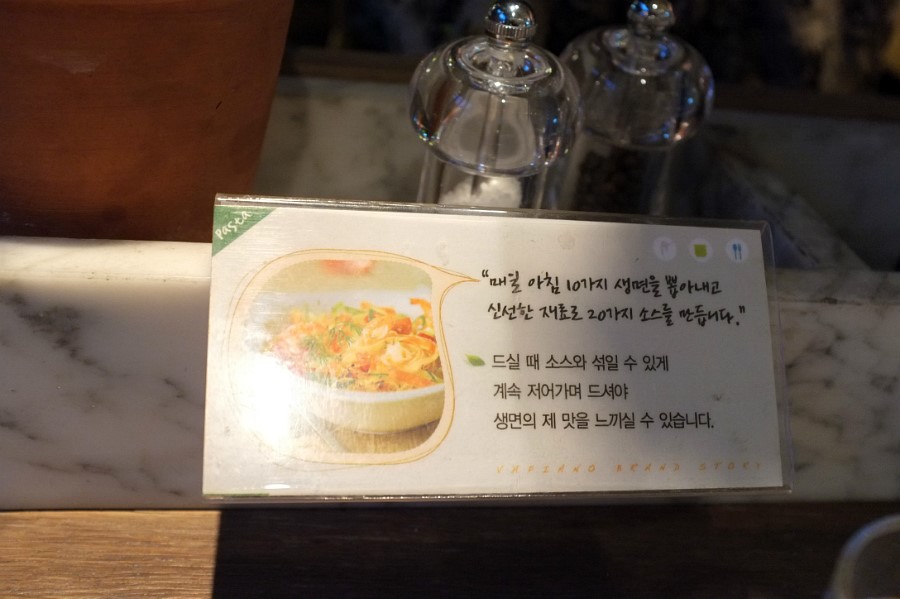 Pasta
"매일 아침 10가지 생면을 뽑아내고
신선한 재료로 20가지 소스를 만듭니다."
드실 때 소스와 섞일 수 있게
계속 저어가며 드셔야
생면의 제 맛을 느끼실 수 있습니다.
VAPIANO BRAND STORY